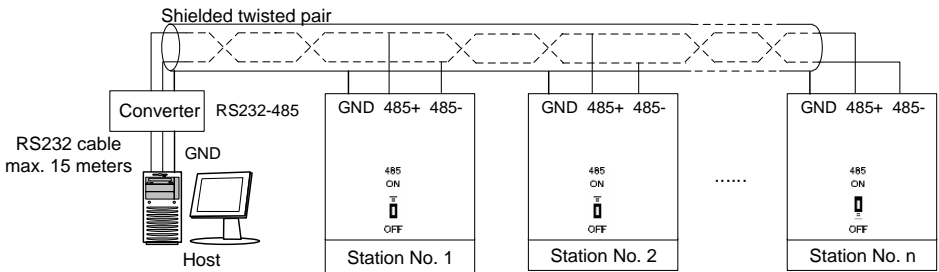 Shielded twisted pair
Converter RS232-485
RS232 cable
max. 15 meters
GND
Host
GND 485+ 485-
485
ON
OFF
Station No. 1
GND 485+ 485-
485
ON
OFF
Station No. 2
......
GND 485+ 485-
485
ON
OFF
Station No. n